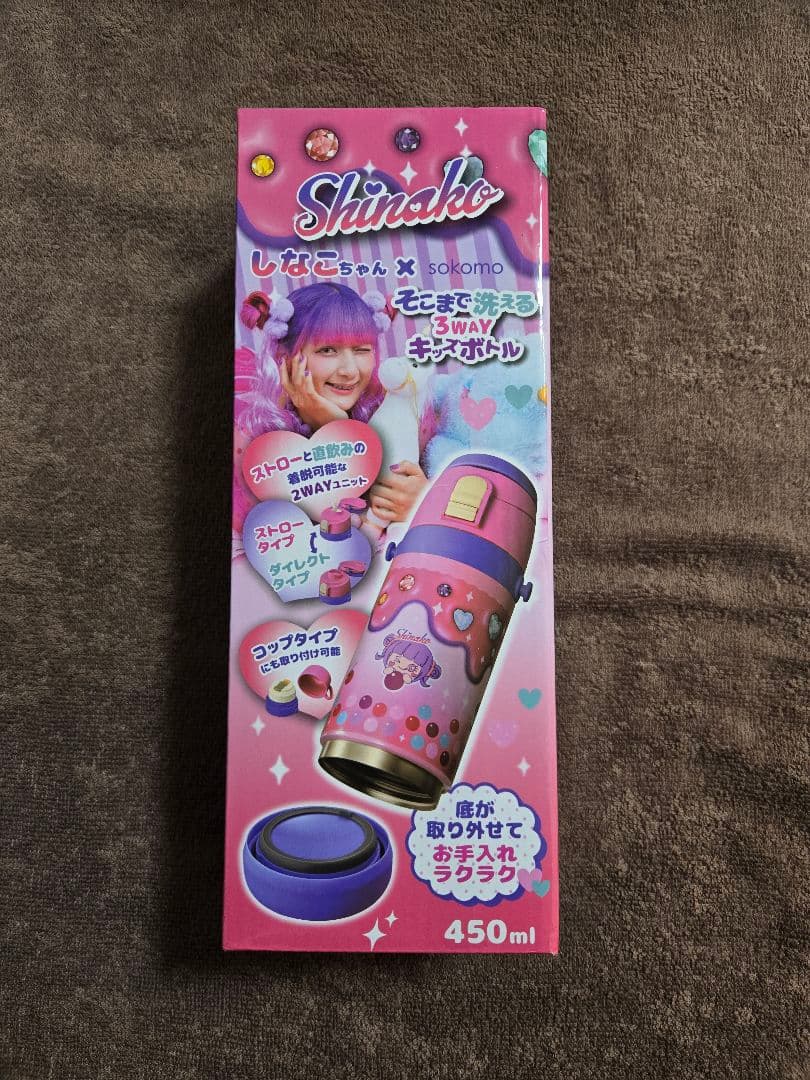 Shinako
しなこちゃん × sokomo
そこまで洗える
3WAY
キッズボトル
ストローと直飲みの
着脱可能な
2WAYユニット
ストロー
タイプ
ダイレクト
タイプ
コップタイプ
にも取り付け可能
Shinako
底が
取り外せて
お手入れ
ラクラク
450ml